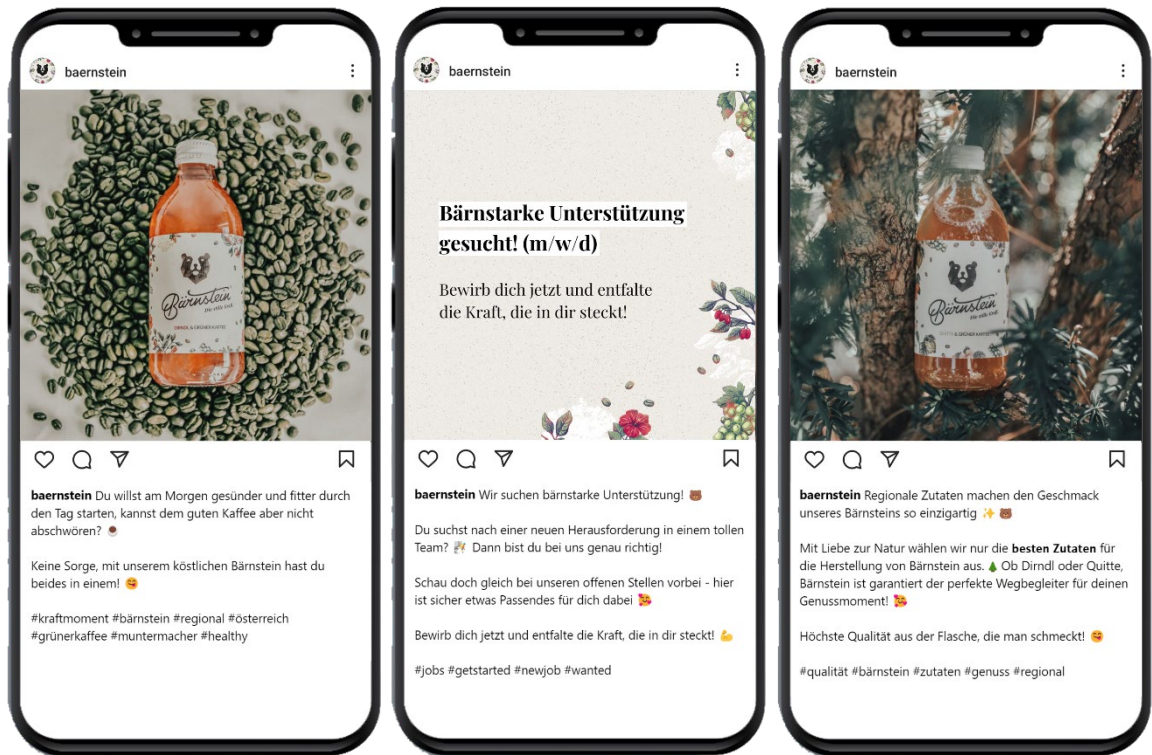 baernstein
Bärnstein
DIRNDL & GRÜNER KAFFEE
baernstein Du willst am Morgen gesünder und fitter durch
den Tag starten, kannst dem guten Kaffee aber nicht
abschwören? ☕
Keine Sorge, mit unserem köstlichen Bärnstein hast du
beides in einem! 😋
#kraftmoment #bärnstein #regional #österreich
#grünerkaffee #muntermacher #healthy
baernstein
Bärnstarke Unterstützung
gesucht! (m/w/d)
Bewirb dich jetzt und entfalte
die Kraft, die in dir steckt!
baernstein Wir suchen bärnstarke Unterstützung! 🐻
Du suchst nach einer neuen Herausforderung in einem tollen
Team? Dann bist du bei uns genau richtig!
Schau doch gleich bei unseren offenen Stellen vorbei - hier
ist sicher etwas Passendes für dich dabei 🥰
Bewirb dich jetzt und entfalte die Kraft, die in dir steckt! 💪
#jobs #getstarted #newjob #wanted
baernstein
Bärnstein
& GRÜNER KAFFEE
baernstein Regionale Zutaten machen den Geschmack
unseres Bärnsteins so einzigartig ✨ 🐻
Mit Liebe zur Natur wählen wir nur die besten Zutaten für
die Herstellung von Bärnstein aus. 🌲 Ob Dirndl oder Quitte,
Bärnstein ist garantiert der perfekte Wegbegleiter für deinen
Genussmoment! 🥰
Höchste Qualität aus der Flasche, die man schmeckt! 😋
#qualität #bärnstein #zutaten #genuss #regional